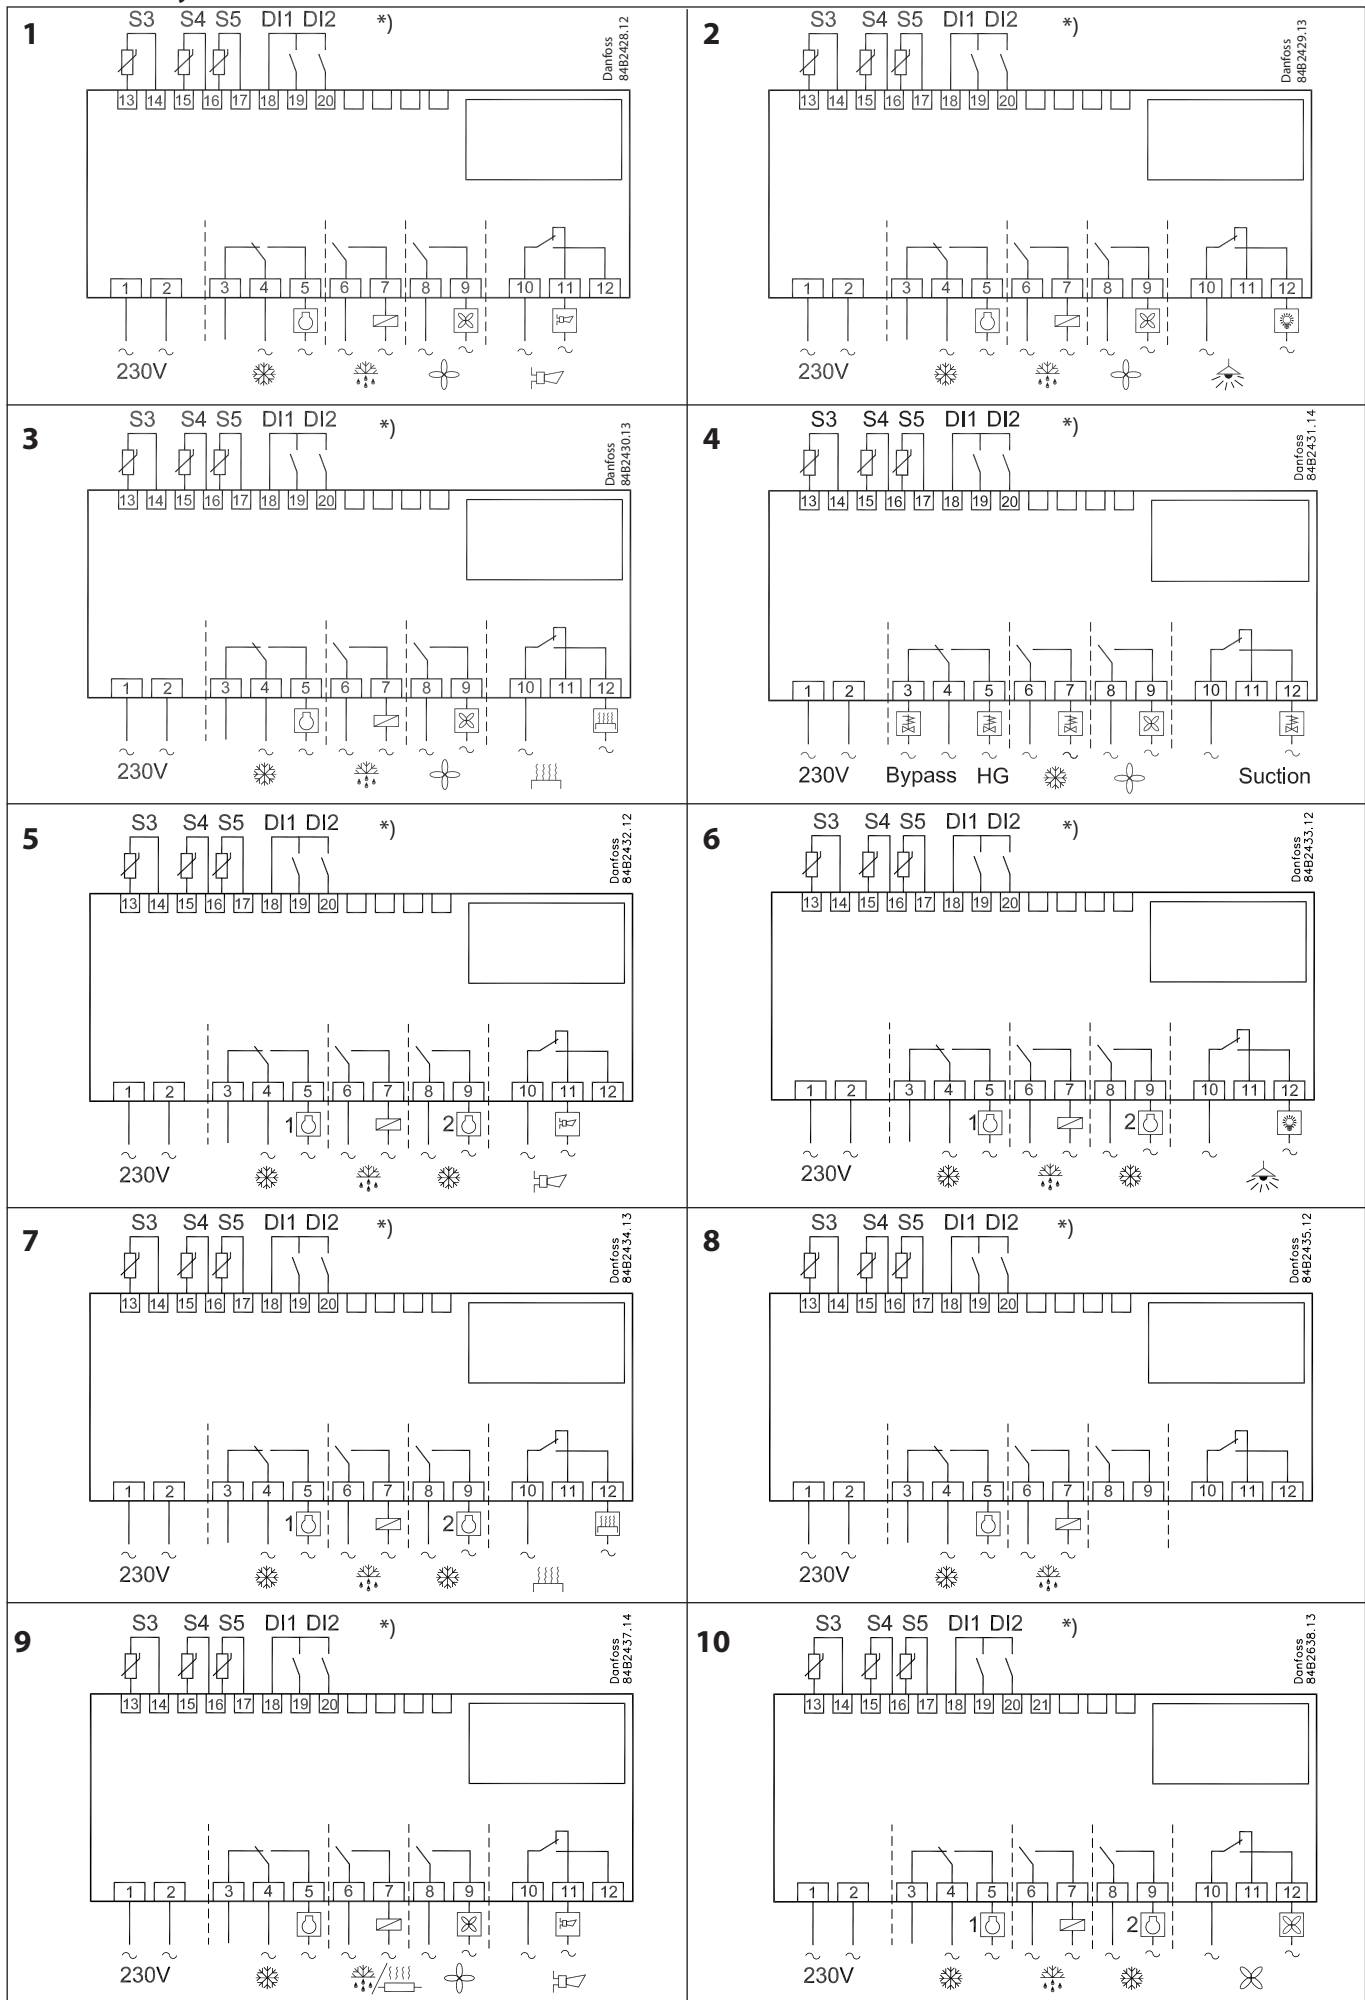 1
S3 S4 S5 DI1 DI2 *)
Danfoss
84B2428.12
13 14 15 16 17 18 19 20
1 2 3 4 5 6 7 8 9 10 11 12
230V
2
S3 S4 S5 DI1 DI2 *)
Danfoss
84B2429.13
13 14 15 16 17 18 19 20
1 2 3 4 5 6 7 8 9 10 11 12
230V
3
S3 S4 S5 DI1 DI2 *)
Danfoss
84B2430.13
13 14 15 16 17 18 19 20
1 2 3 4 5 6 7 8 9 10 11 12
230V
4
S3 S4 S5 DI1 DI2 *)
Danfoss
84B2431.14
13 14 15 16 17 18 19 20
1 2 3 4 5 6 7 8 9 10 11 12
230V Bypass HG Suction
5
S3 S4 S5 DI1 DI2 *)
Danfoss
84B2432.12
13 14 15 16 17 18 19 20
1 2 3 4 5 6 7 8 9 10 11 12
1 2
230V
6
S3 S4 S5 DI1 DI2 *)
Danfoss
84B2433.12
13 14 15 16 17 18 19 20
1 2 3 4 5 6 7 8 9 10 11 12
1 2
230V
7
S3 S4 S5 DI1 DI2 *)
Danfoss
84B2434.13
13 14 15 16 17 18 19 20
1 2 3 4 5 6 7 8 9 10 11 12
1 2
230V
8
S3 S4 S5 DI1 DI2 *)
Danfoss
84B2435.12
13 14 15 16 17 18 19 20
1 2 3 4 5 6 7 8 9 10 11 12
230V
9
S3 S4 S5 DI1 DI2 *)
Danfoss
84B2437.14
13 14 15 16 17 18 19 20
1 2 3 4 5 6 7 8 9 10 11 12
230V
10
S3 S4 S5 DI1 DI2 *)
Danfoss
84B2638.13
13 14 15 16 17 18 19 20 21
1 2 3 4 5 6 7 8 9 10 11 12
1 2
230V